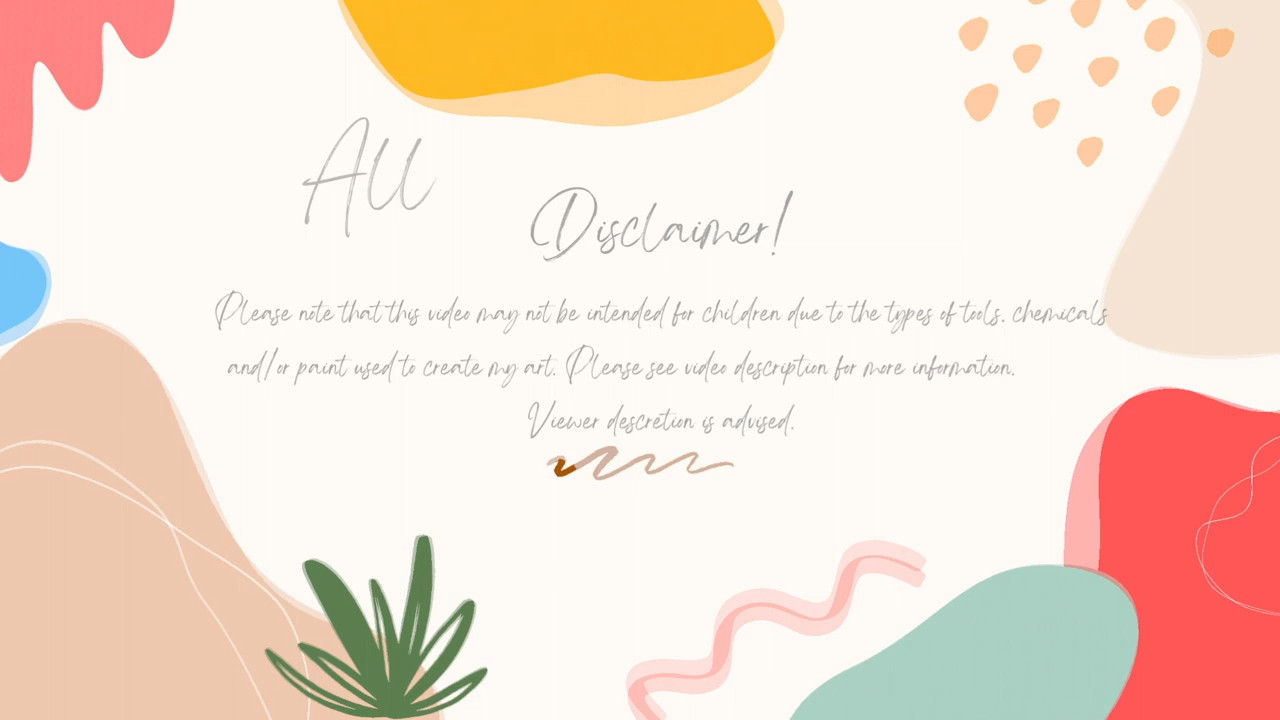 All
Disclaimer!
Please note that this video may not be intended for children due to the types of tools. chemicals
and/or paint used to create my art. Please see video description for more information.
Viewer descretion is advised.